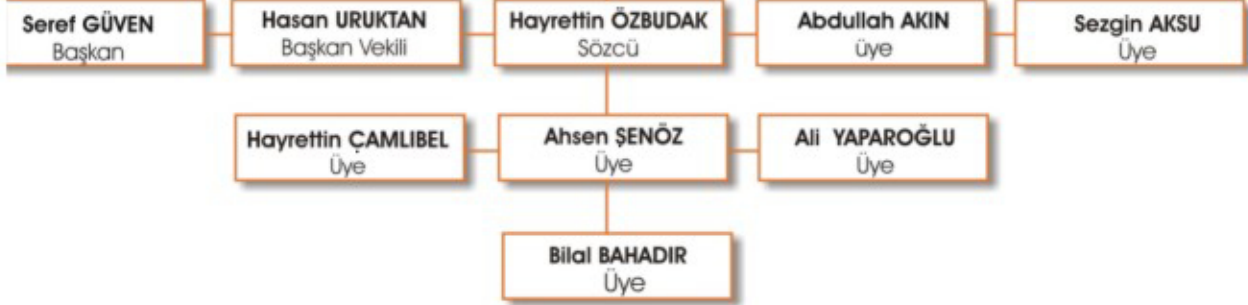 Seref GÜVEN
Başkan
Hasan URUKTAN
Başkan Vekili
Hayrettin ÖZBUDAK
Sözcü
Abdullah AKIN
üye
Sezgin AKSU
Üye
Hayrettin ÇAMLIBEL
Üye
Ahsen ŞENÖZ
Üye
Ali YAPAROĞLU
Üye
Bilal BAHADIR
Üye